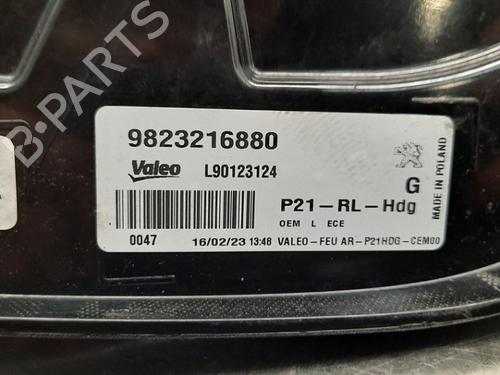 9823216880
Valeo L90123124
G
P21-RL-Hdg
OEM L ECE
0047 16/02/23 13:48 VALEO-FEU AR-P21HDG-CEM00
MADE IN POLAND
B-PARTS